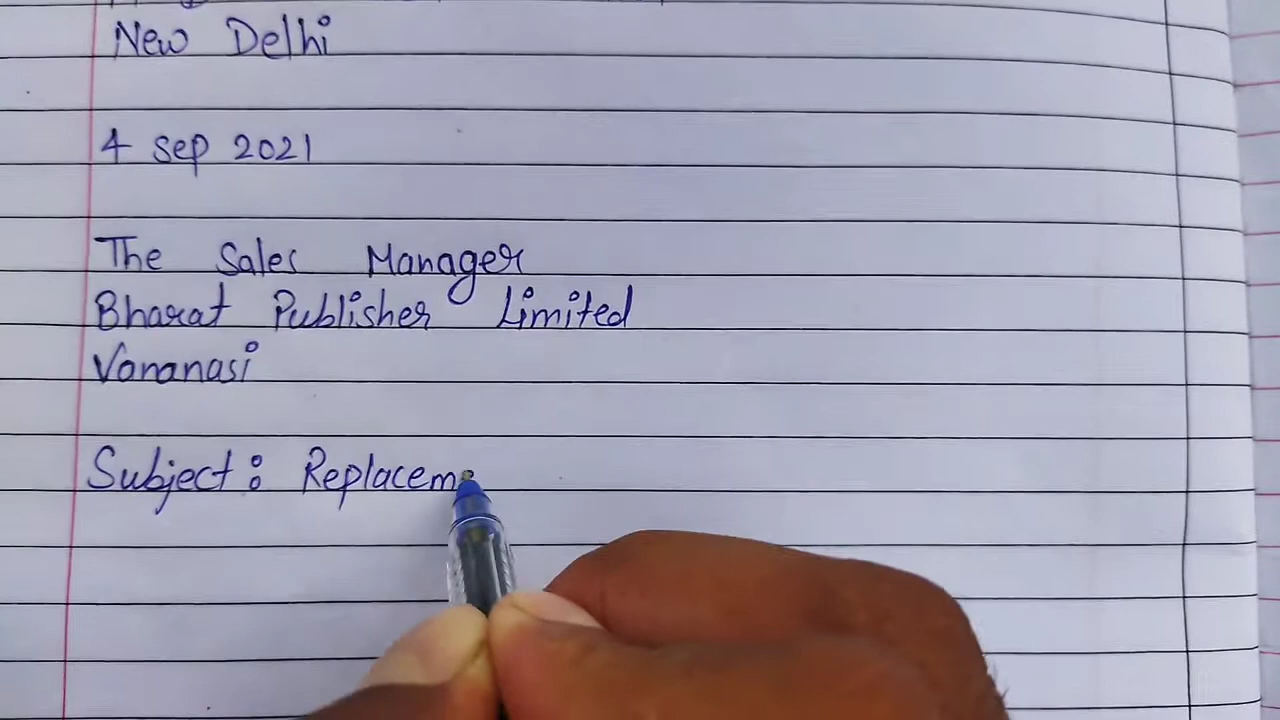 New Delhi
4 Sep 2021
The Sales Manager
Bharat Publisher Limited
Varanasi
Subject: Replacem